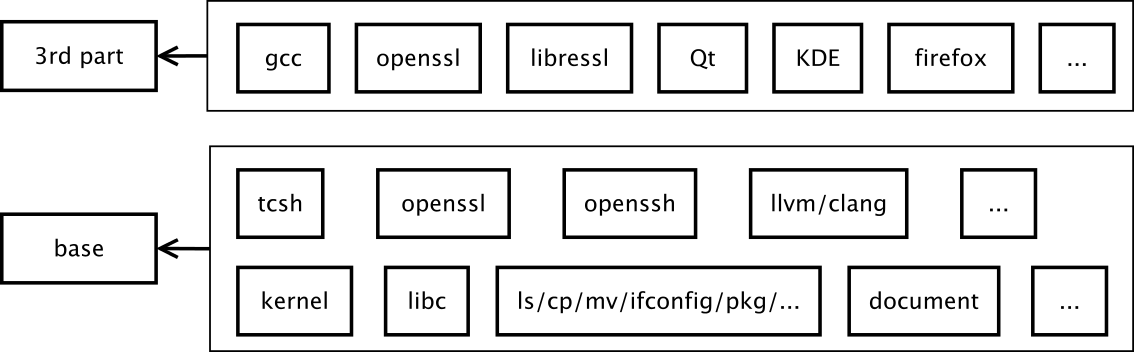 3rd part
gcc
openssl
libressl
Qt
KDE
firefox
...
base
tcsh
openssl
openssh
llvm/clang
...
kernel
libc
ls/cp/mv/ifconfig/pkg/...
document
...